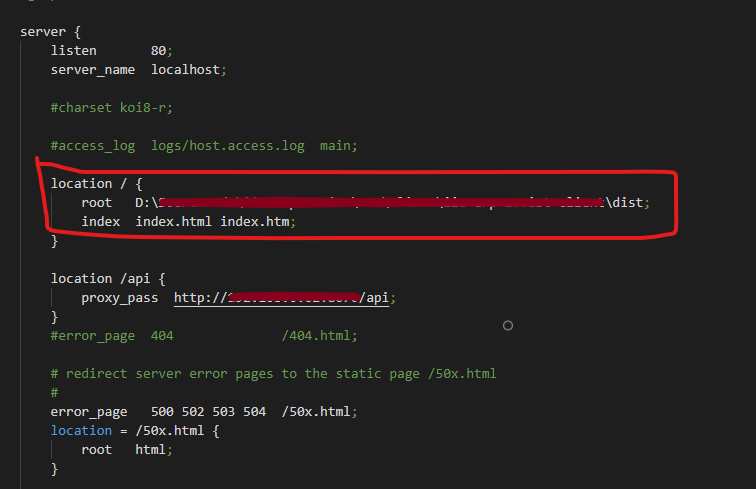 server {
listen 80;
server_name localhost;
#charset koi8-r;
#access_log logs/host.access.log main;
location / {
root D:\ \dist;
index index.html index.htm;
}
location /api {
proxy_pass http:// /api;
}
#error_page 404 /404.html;
# redirect server error pages to the static page /50x.html
#
error_page 500 502 503 504 /50x.html;
location = /50x.html {
root html;
}